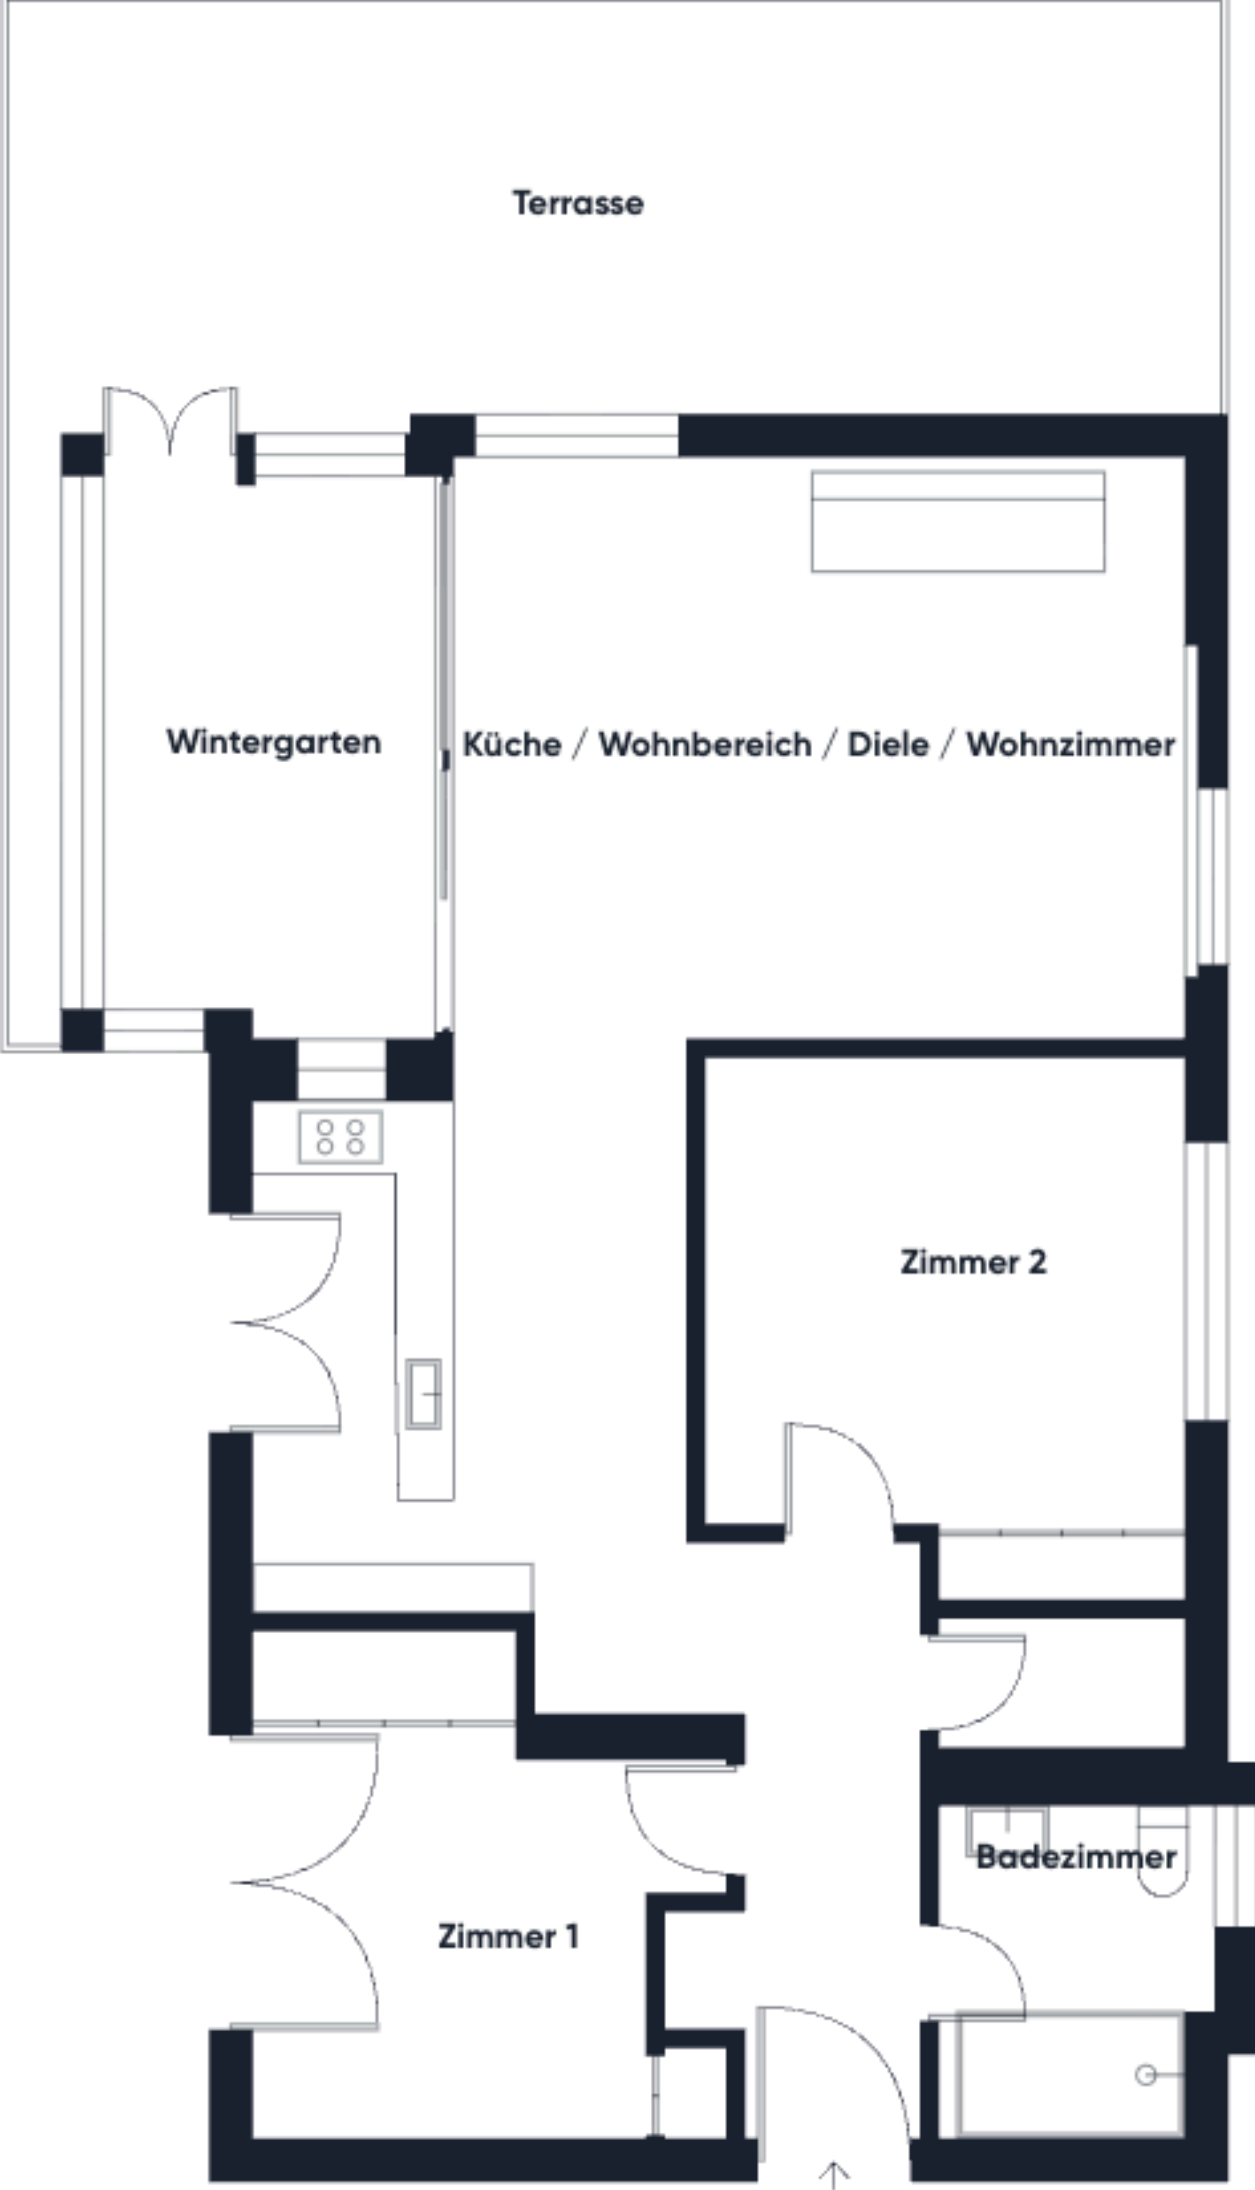 Terrasse
Wintergarten
Küche / Wohnbereich / Diele / Wohnzimmer
Zimmer 2
Badezimmer
Zimmer 1